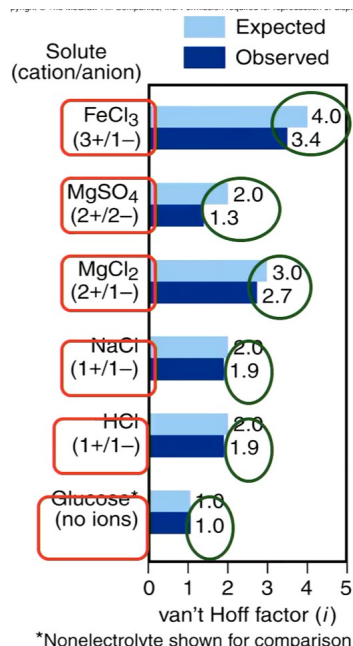 Expected
Observed
Solute
(cation/anion)
FeCl3
(3+/1–)
4.0
3.4
MgSO4
(2+/2–)
2.0
1.3
MgCl2
(2+/1–)
3.0
2.7
NaCl
(1+/1–)
2.0
1.9
HCl
(1+/1–)
2.0
1.9
Glucose*
(no ions)
1.0
1.0
0 1 2 3 4 5
van't Hoff factor (i)
*Nonelectrolyte shown for comparison